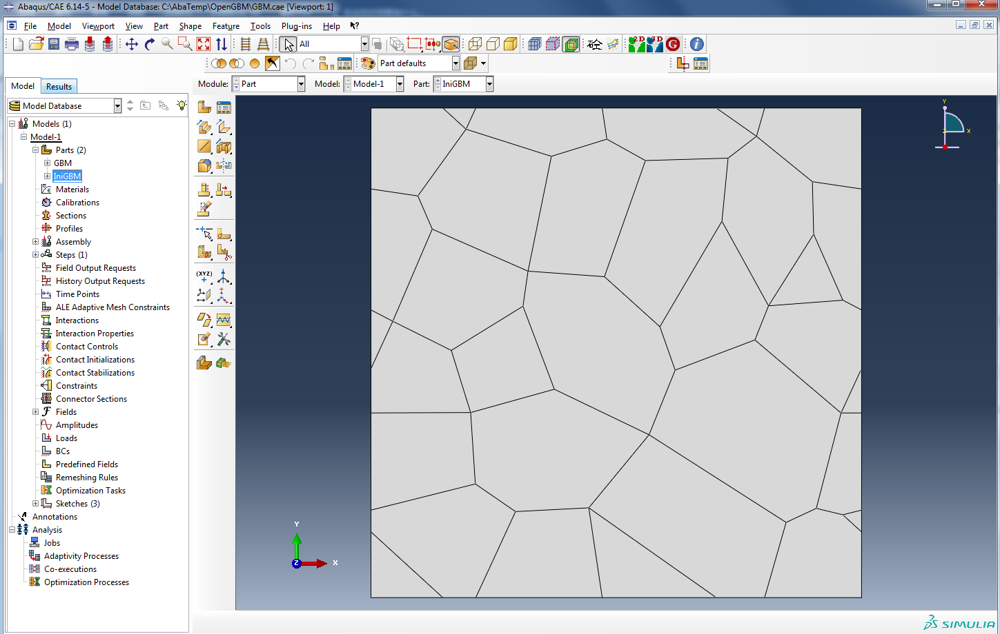 Abaqus/CAE 6.14-5 - Model Database: C:\AbaTemp\OpenGBM\GBM.cae [Viewport: 1]
File Model Viewport View Part Shape Feature Tools Plug-ins Help
All
2D
G
Part defaults
Model Results
Module: Part Model: Model-1 Part: IniGBM
Model Database
Models (1)
Model-1
Parts (2)
GBM
IniGBM
Materials
Calibrations
Sections
Profiles
Assembly
Steps (1)
Field Output Requests
History Output Requests
Time Points
ALE Adaptive Mesh Constraints
Interactions
Interaction Properties
Contact Controls
Contact Initializations
Contact Stabilizations
Constraints
Connector Sections
Fields
Amplitudes
Loads
BCs
Predefined Fields
Remeshing Rules
Optimization Tasks
Sketches (3)
Annotations
Analysis
Jobs
Adaptivity Processes
Co-executions
Optimization Processes
(XYZ)
Y
X
Y
Z
X
SIMULIA